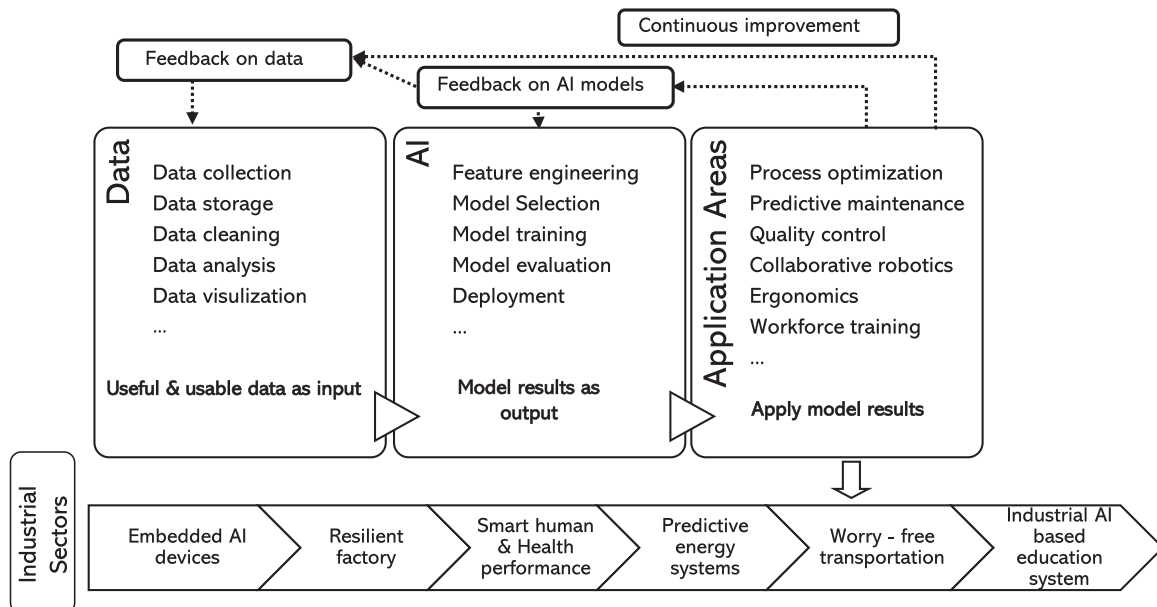 Continuous improvement
Feedback on data
Feedback on AI models
Data
Data collection
Data storage
Data cleaning
Data analysis
Data visulization
...
Useful & usable data as input
AI
Feature engineering
Model Selection
Model training
Model evaluation
Deployment
...
Model results as
output
Application Areas
Process optimization
Predictive maintenance
Quality control
Collaborative robotics
Ergonomics
Workforce training
...
Apply model results
Industrial
Sectors
Embedded AI
devices
Resilient
factory
Smart human
& Health
performance
Predictive
energy
systems
Worry - free
transportation
Industrial AI
based
education
system